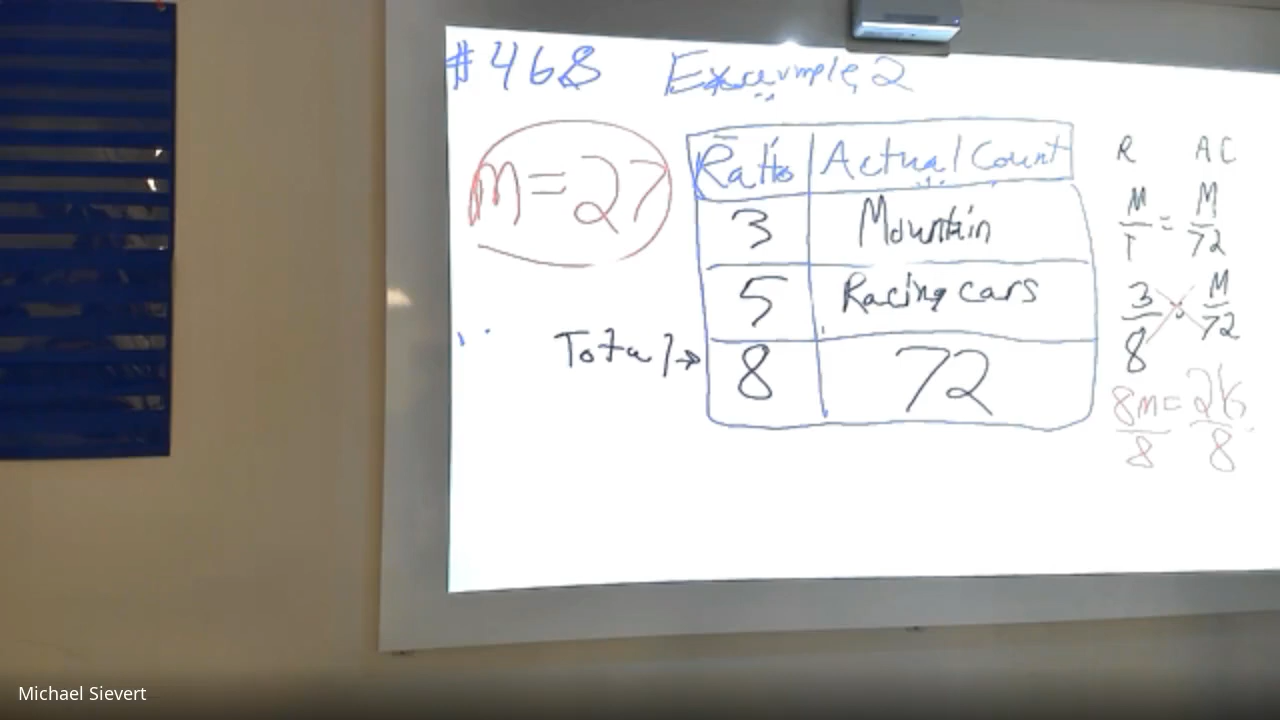 #468 Example 2
m=27
Ratio Actual Count
3 Mountain
5 Racing cars
Total → 8 72
R AC
M/T = M/72
3/8 = M/72
8m/8 = 216/8
Michael Sievert